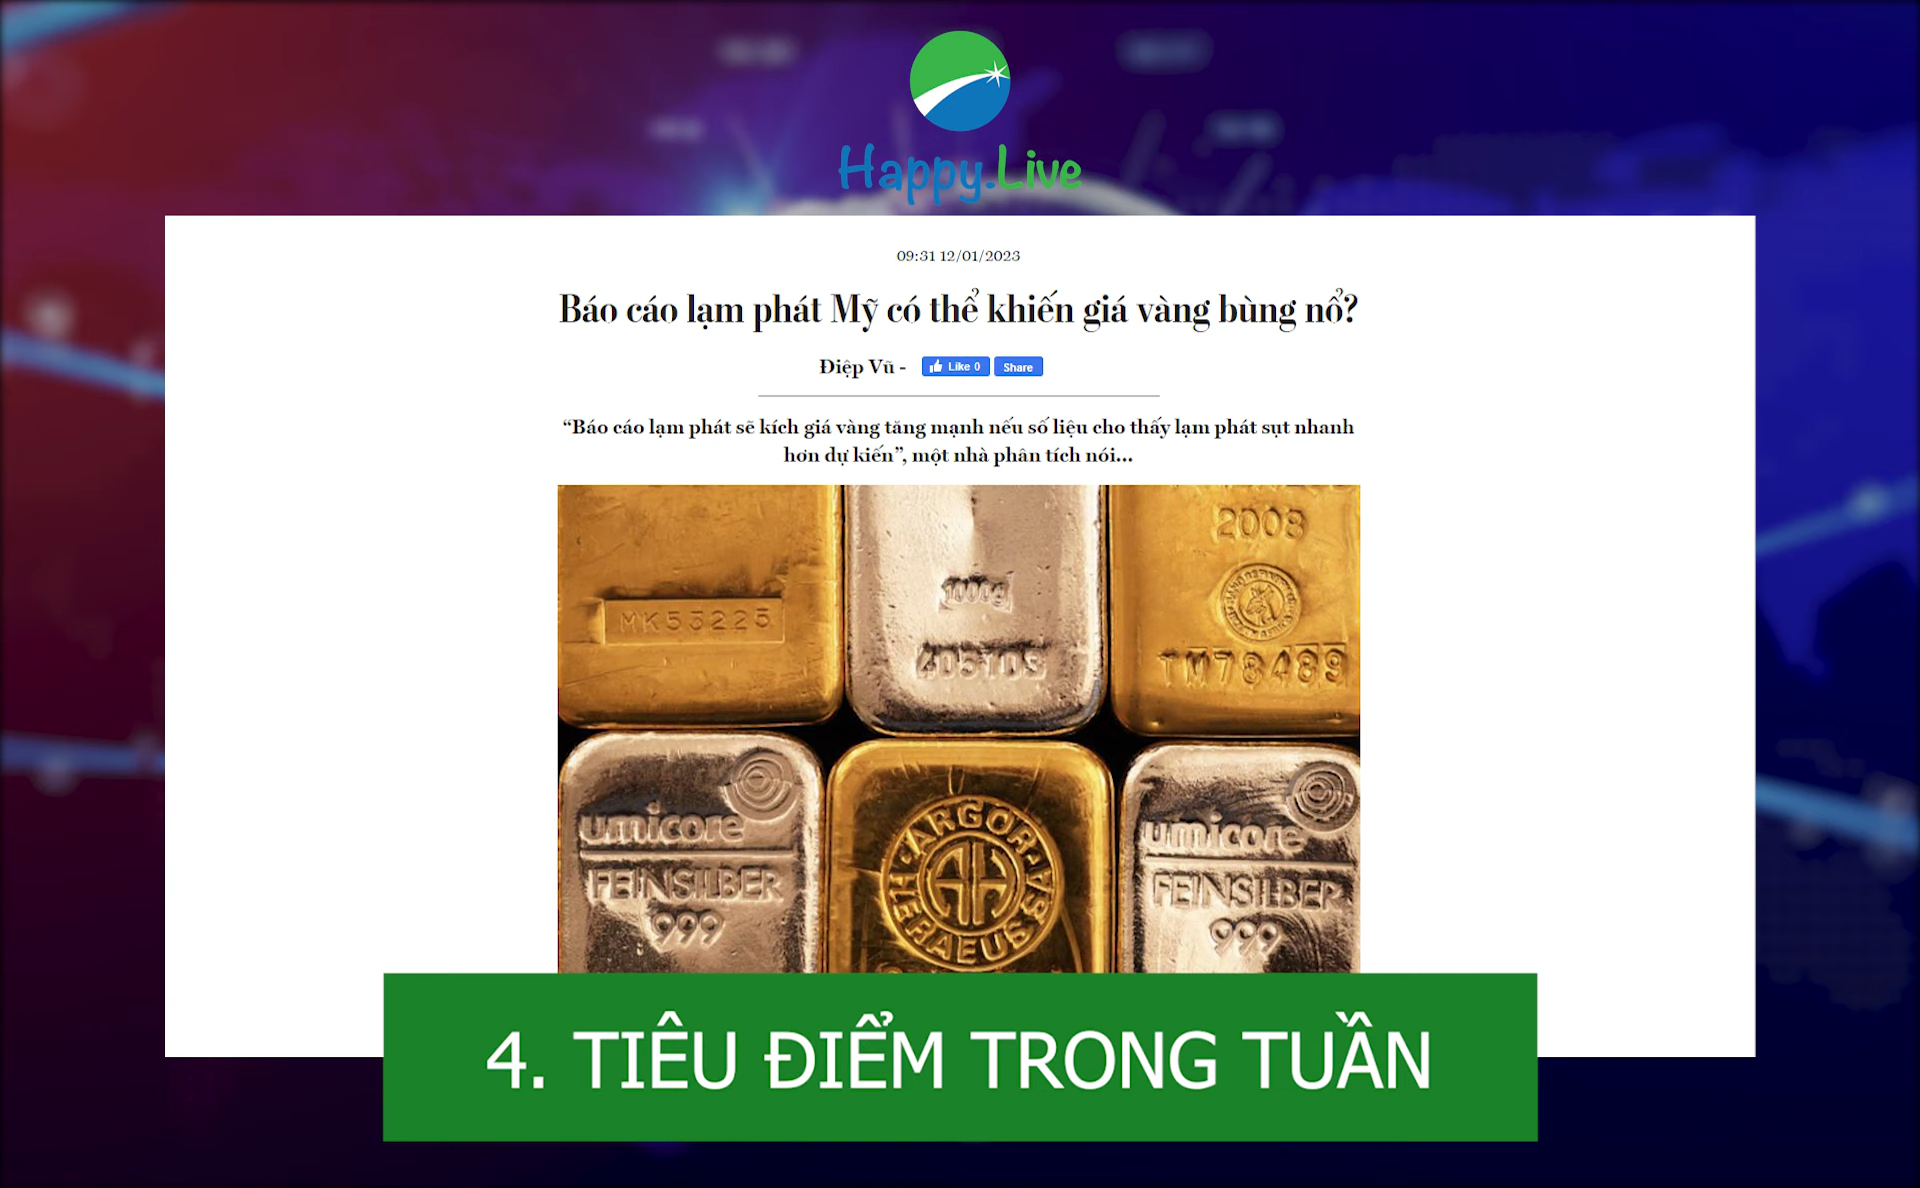 Happy.Live
09:31 12/01/2023
Báo cáo lạm phát Mỹ có thể khiến giá vàng bùng nổ?
Điệp Vũ - Like 0 Share
“Báo cáo lạm phát sẽ kích giá vàng tăng mạnh nếu số liệu cho thấy lạm phát sụt nhanh
hơn dự kiến”, một nhà phân tích nói...
2008
1000g
MK53225
405108
TM78489
umicore
FEINSILBER
999
ARGOR
HERAEUS SA
umicore
FEINSILBER
999
4. TIÊU ĐIỂM TRONG TUẦN